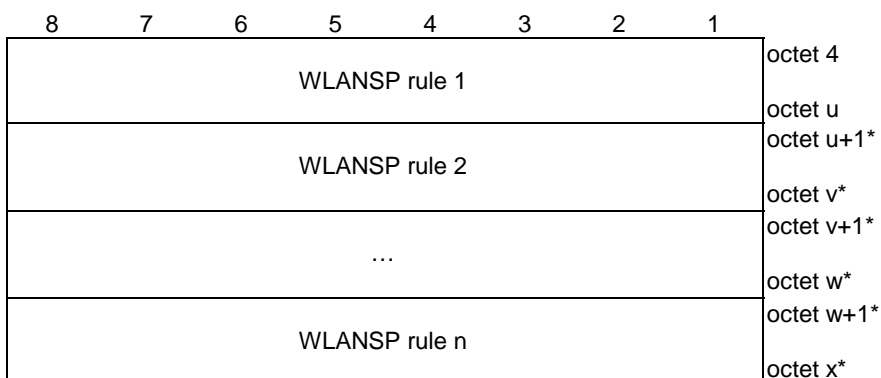 8 7 6 5 4 3 2 1
octet 4
WLANSP rule 1
octet u
octet u+1*
WLANSP rule 2
octet v*
octet v+1*
…
octet w*
octet w+1*
WLANSP rule n
octet x*